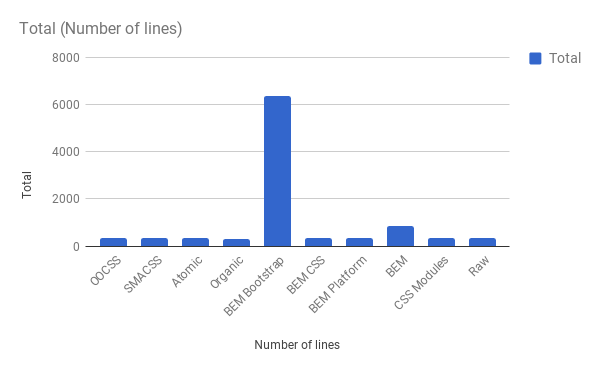 Total (Number of lines)
Total
8000
6000
4000
2000
0
Total
OOCSS
SMACSS
Atomic
Organic
BEM Bootstrap
BEM CSS
BEM Platform
BEM
CSS Modules
Raw
Number of lines